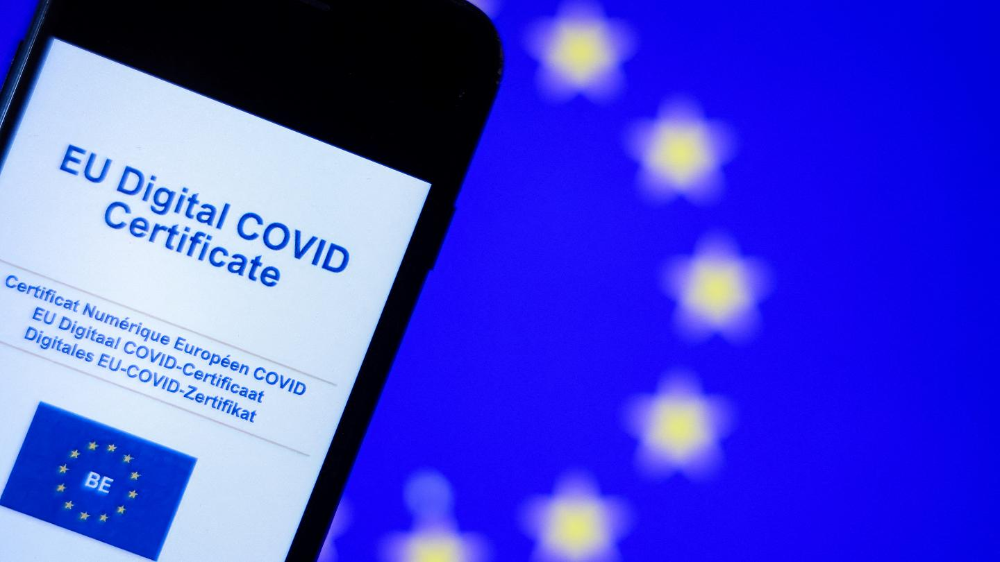 EU Digital COVID
Certificate
Certificat Numérique Européen COVID
EU Digitaal COVID-Certificaat
Digitales EU-COVID-Zertifikat
BE